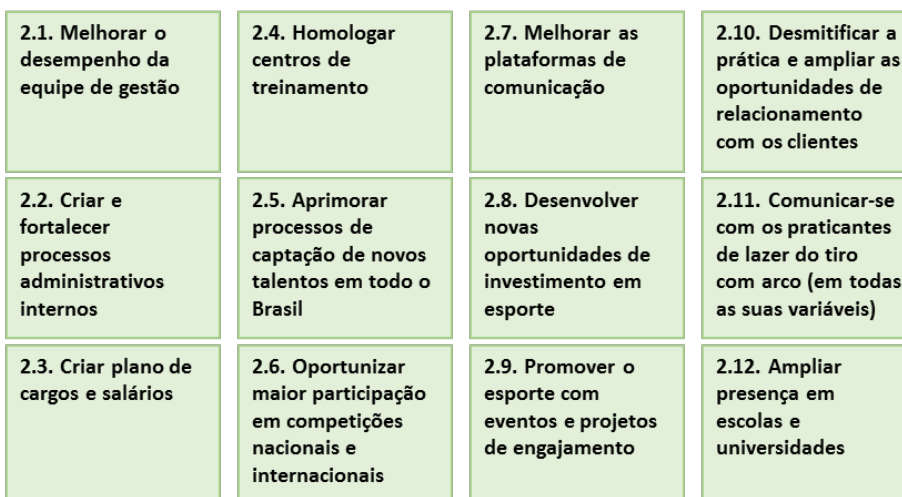 2.1. Melhorar o
desempenho da
equipe de gestão
2.4. Homologar
centros de
treinamento
2.7. Melhorar as
plataformas de
comunicação
2.10. Desmitificar a
prática e ampliar as
oportunidades de
relacionamento
com os clientes
2.2. Criar e
fortalecer
processos
administrativos
internos
2.5. Aprimorar
processos de
captação de novos
talentos em todo o
Brasil
2.8. Desenvolver
novas
oportunidades de
investimento em
esporte
2.11. Comunicar-se
com os praticantes
de lazer do tiro
com arco (em todas
as suas variáveis)
2.3. Criar plano de
cargos e salários
2.6. Oportunizar
maior participação
em competições
nacionais e
internacionais
2.9. Promover o
esporte com
eventos e projetos
de engajamento
2.12. Ampliar
presença em
escolas e
universidades